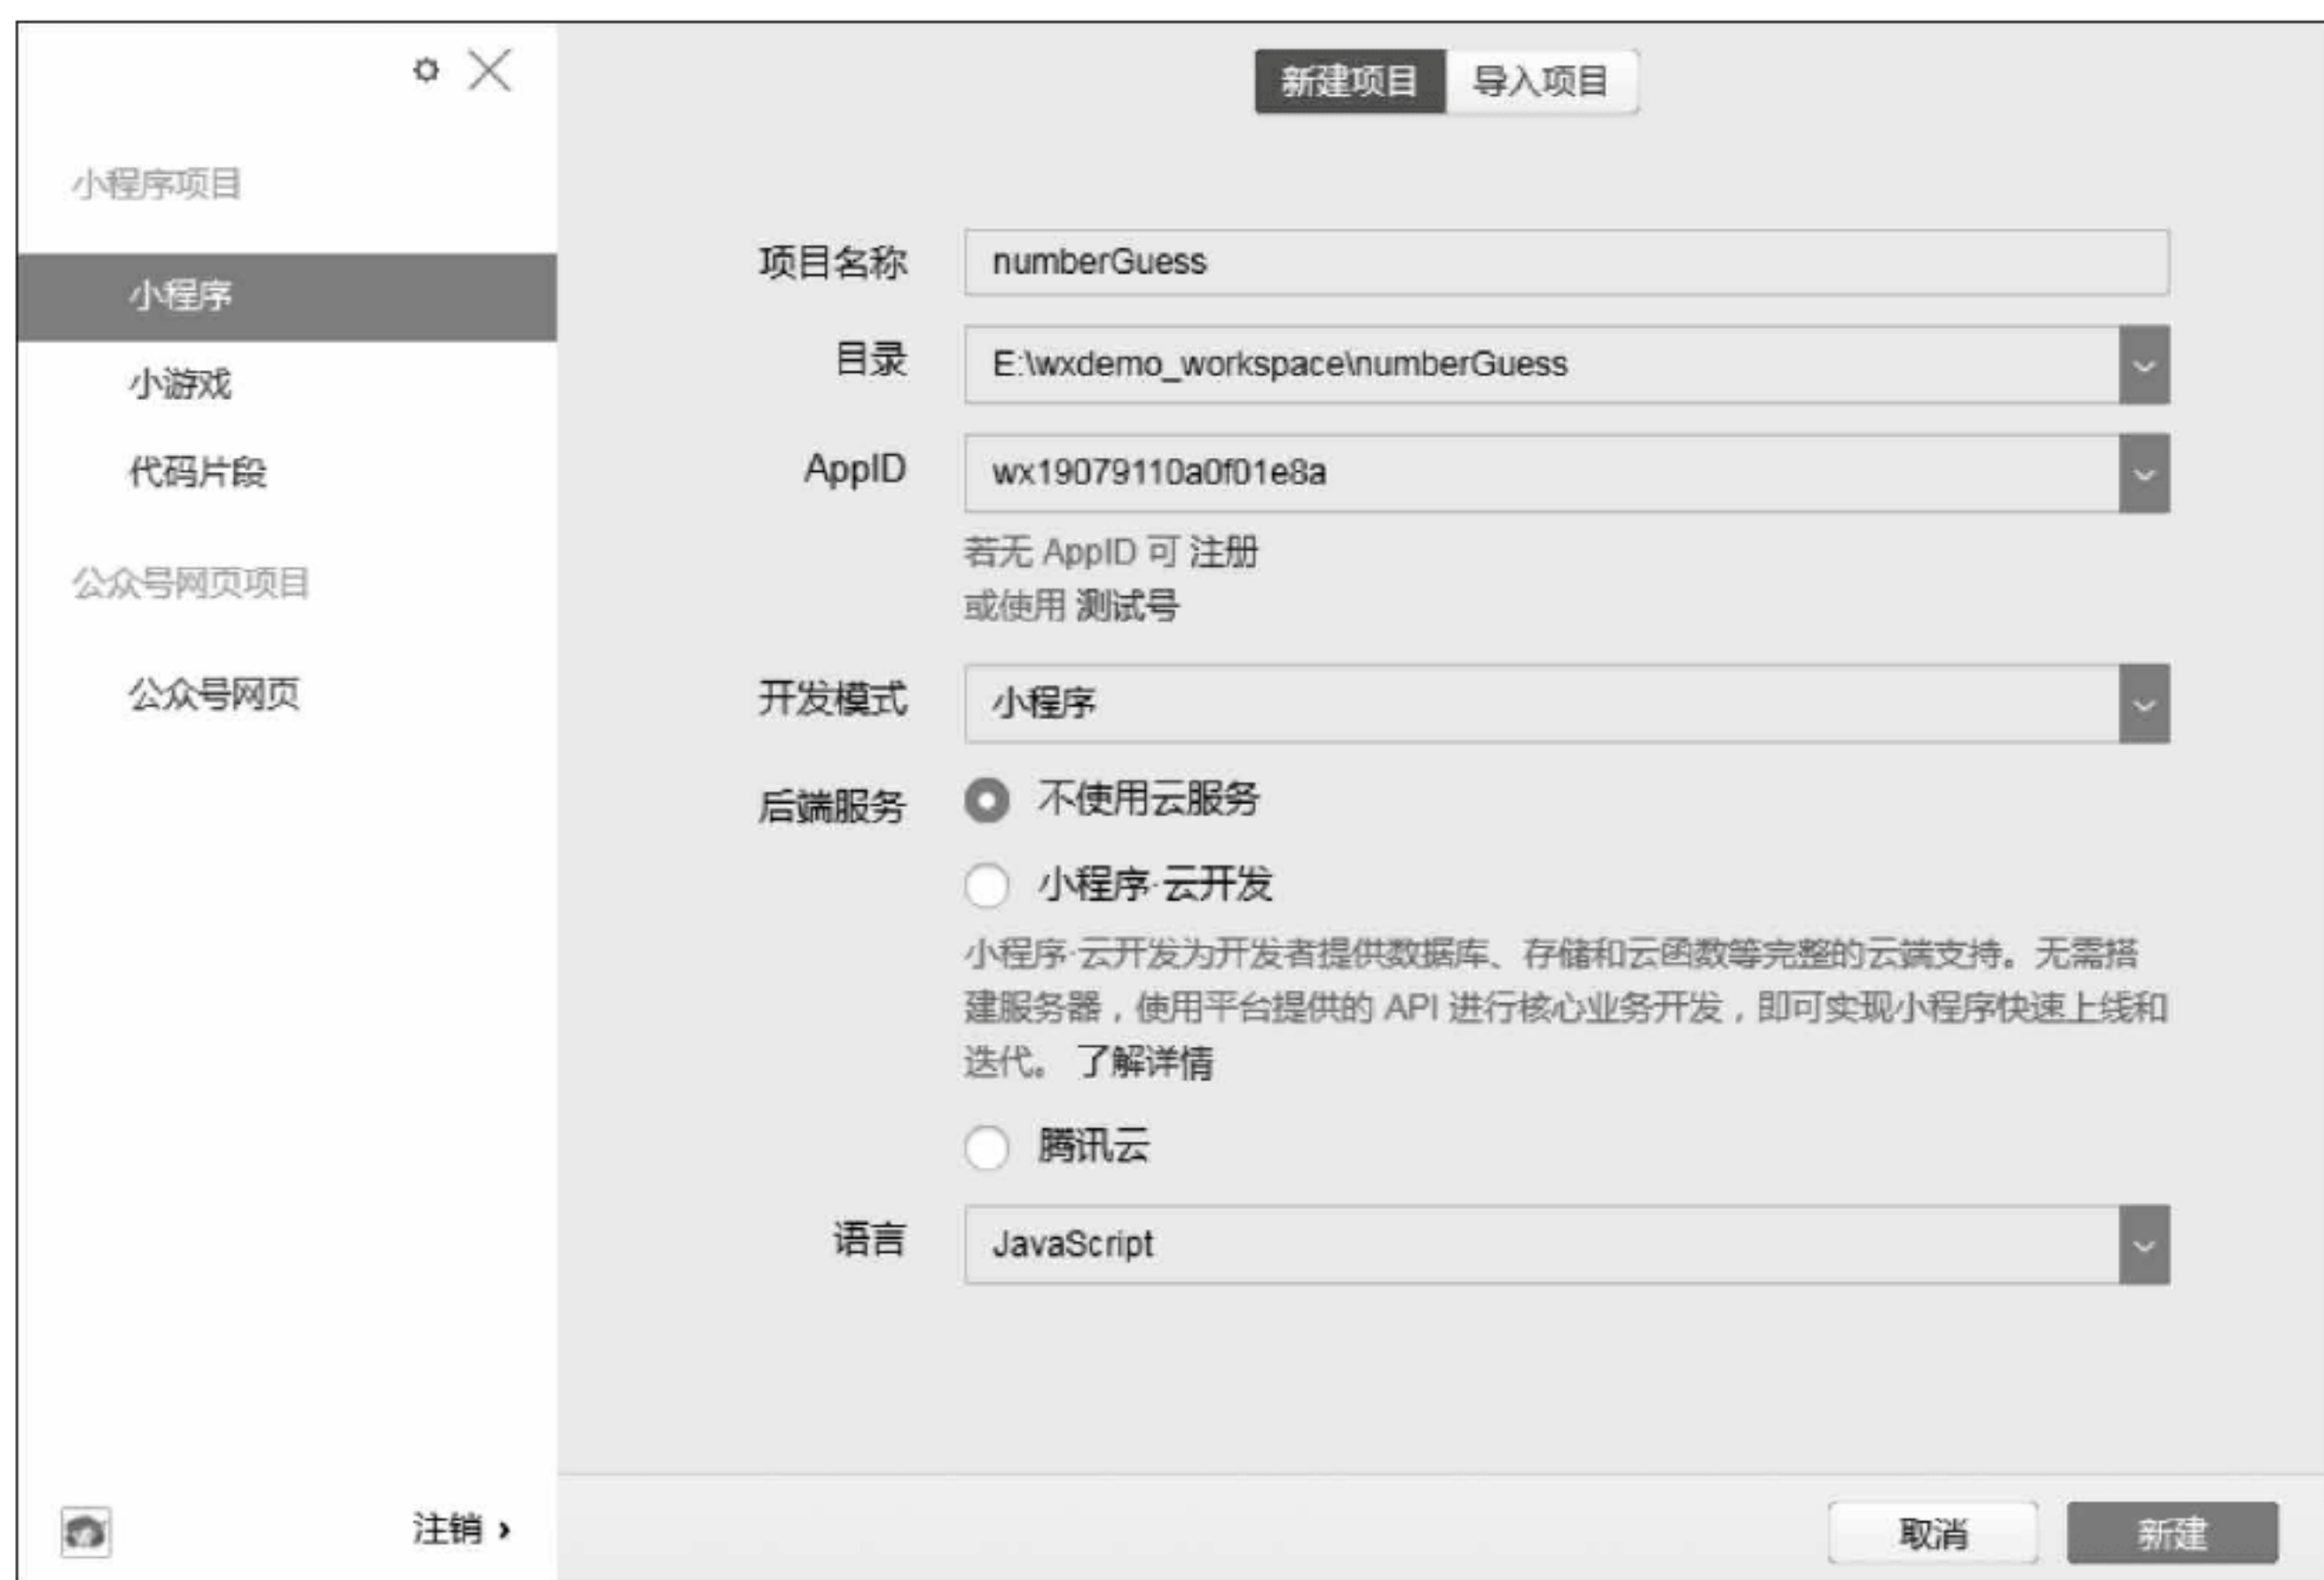 小程序项目
小程序
小游戏
代码片段
公众号网页项目
公众号网页
注销 ›
新建项目 导入项目
项目名称 numberGuess
目录 E:\wxdemo_workspace\numberGuess
AppID wx19079110a0f01e8a
若无 AppID 可 注册
或使用 测试号
开发模式 小程序
后端服务 不使用云服务
小程序·云开发
小程序·云开发为开发者提供数据库、存储和云函数等完整的云端支持。无需搭
建服务器，使用平台提供的 API 进行核心业务开发，即可实现小程序快速上线和
迭代。 了解详情
腾讯云
语言 JavaScript
取消 新建